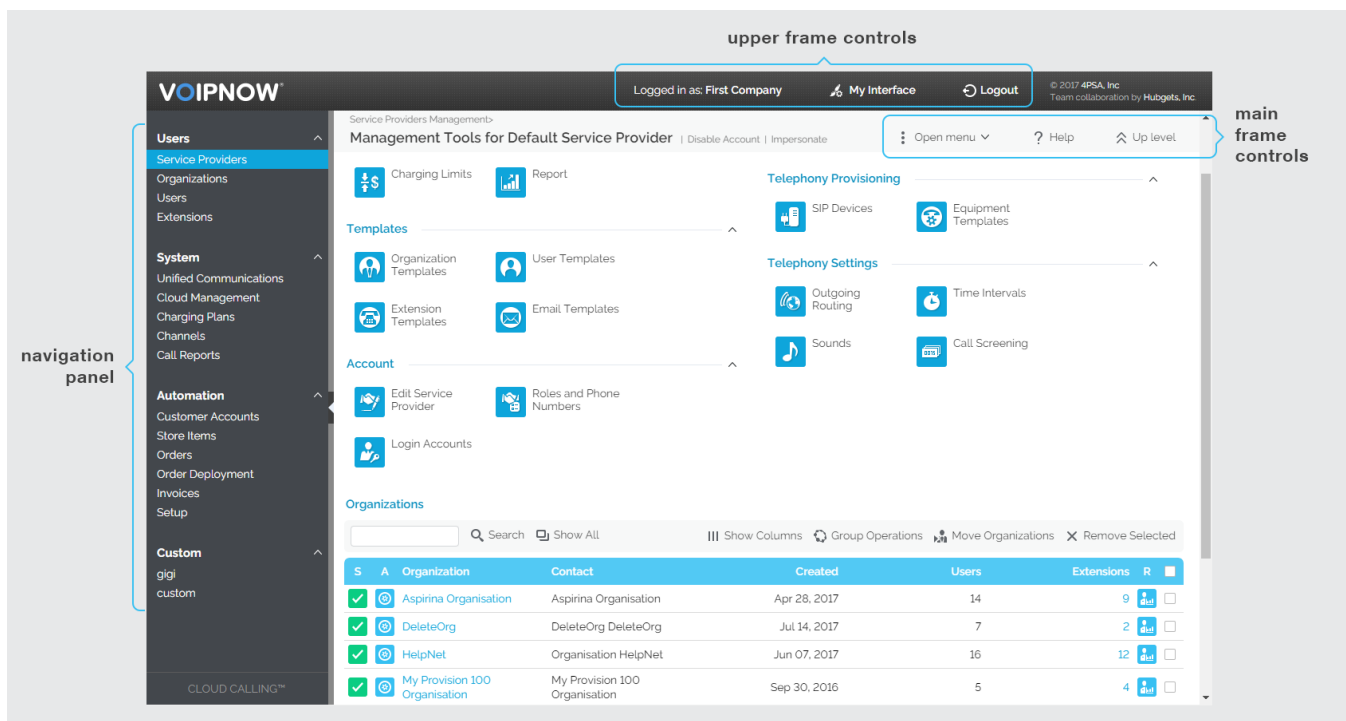 upper frame controls
VOIPNOW®
Logged in as: First Company
My Interface
Logout
© 2017 4PSA, Inc
Team collaboration by Hubgets, Inc.
main
frame
controls
navigation
panel
Users
Service Providers
Organizations
Users
Extensions
System
Unified Communications
Cloud Management
Charging Plans
Channels
Call Reports
Automation
Customer Accounts
Store Items
Orders
Order Deployment
Invoices
Setup
Custom
gigi
custom
CLOUD CALLING™
Service Providers Management>
Management Tools for Default Service Provider | Disable Account | Impersonate
Open menu
? Help
Up level
Charging Limits
Report
Templates
Organization
Templates
User Templates
Extension
Templates
Email Templates
Account
Edit Service
Provider
Roles and Phone
Numbers
Login Accounts
Telephony Provisioning
SIP Devices
Equipment
Templates
Telephony Settings
Outgoing
Routing
Time Intervals
Sounds
Call Screening
Organizations
Search Show All Show Columns Group Operations Move Organizations Remove Selected
S A Organization Contact Created Users Extensions R
Aspirina Organisation Aspirina Organisation Apr 28, 2017 14 9
DeleteOrg DeleteOrg DeleteOrg Jul 14, 2017 7 2
HelpNet Organisation HelpNet Jun 07, 2017 16 12
My Provision 100
Organisation
My Provision 100
Organisation
Sep 30, 2016 5 4